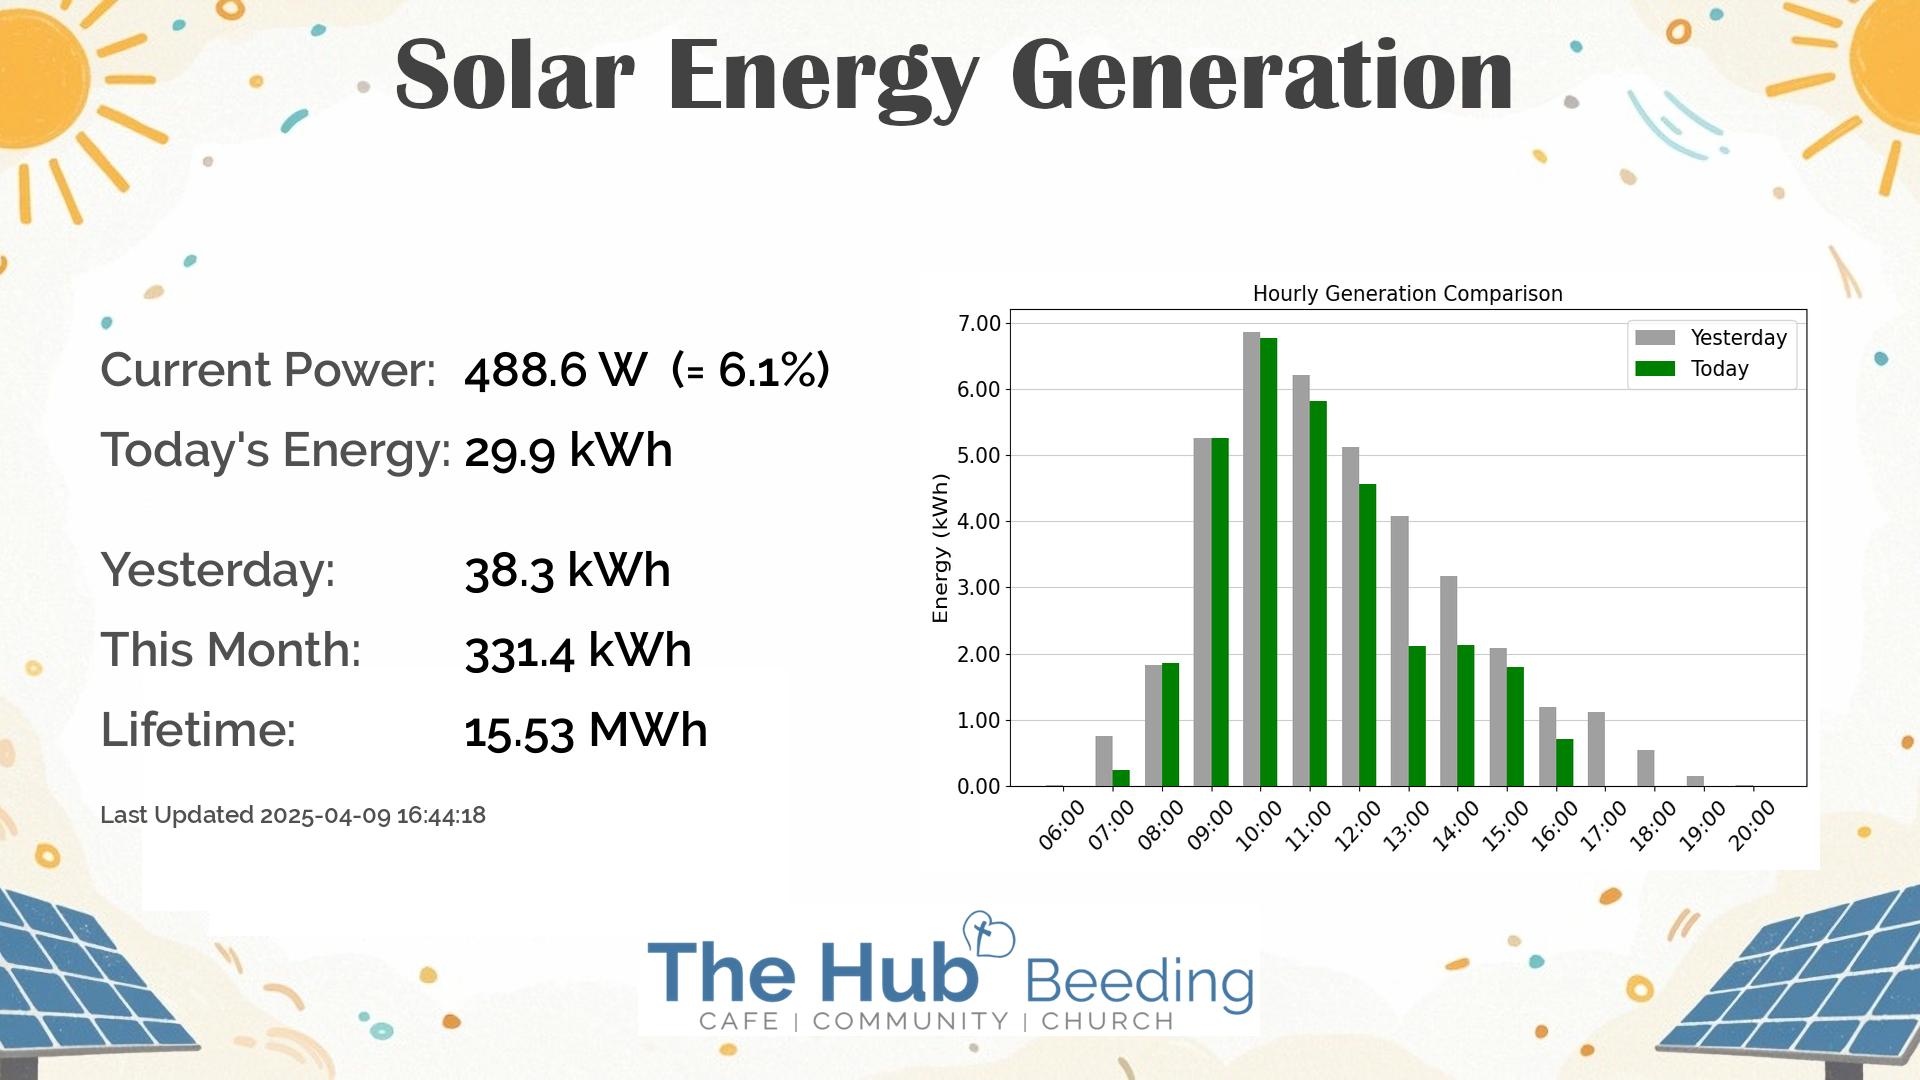 Solar Energy Generation
Current Power: 488.6 W (= 6.1%)
Today's Energy: 29.9 kWh
Yesterday: 38.3 kWh
This Month: 331.4 kWh
Lifetime: 15.53 MWh
Last Updated 2025-04-09 16:44:18
Hourly Generation Comparison
Yesterday
Today
Energy (kWh)
7.00
6.00
5.00
4.00
3.00
2.00
1.00
0.00
06:00 07:00 08:00 09:00 10:00 11:00 12:00 13:00 14:00 15:00 16:00 17:00 18:00 19:00 20:00
The Hub Beeding
CAFE | COMMUNITY | CHURCH